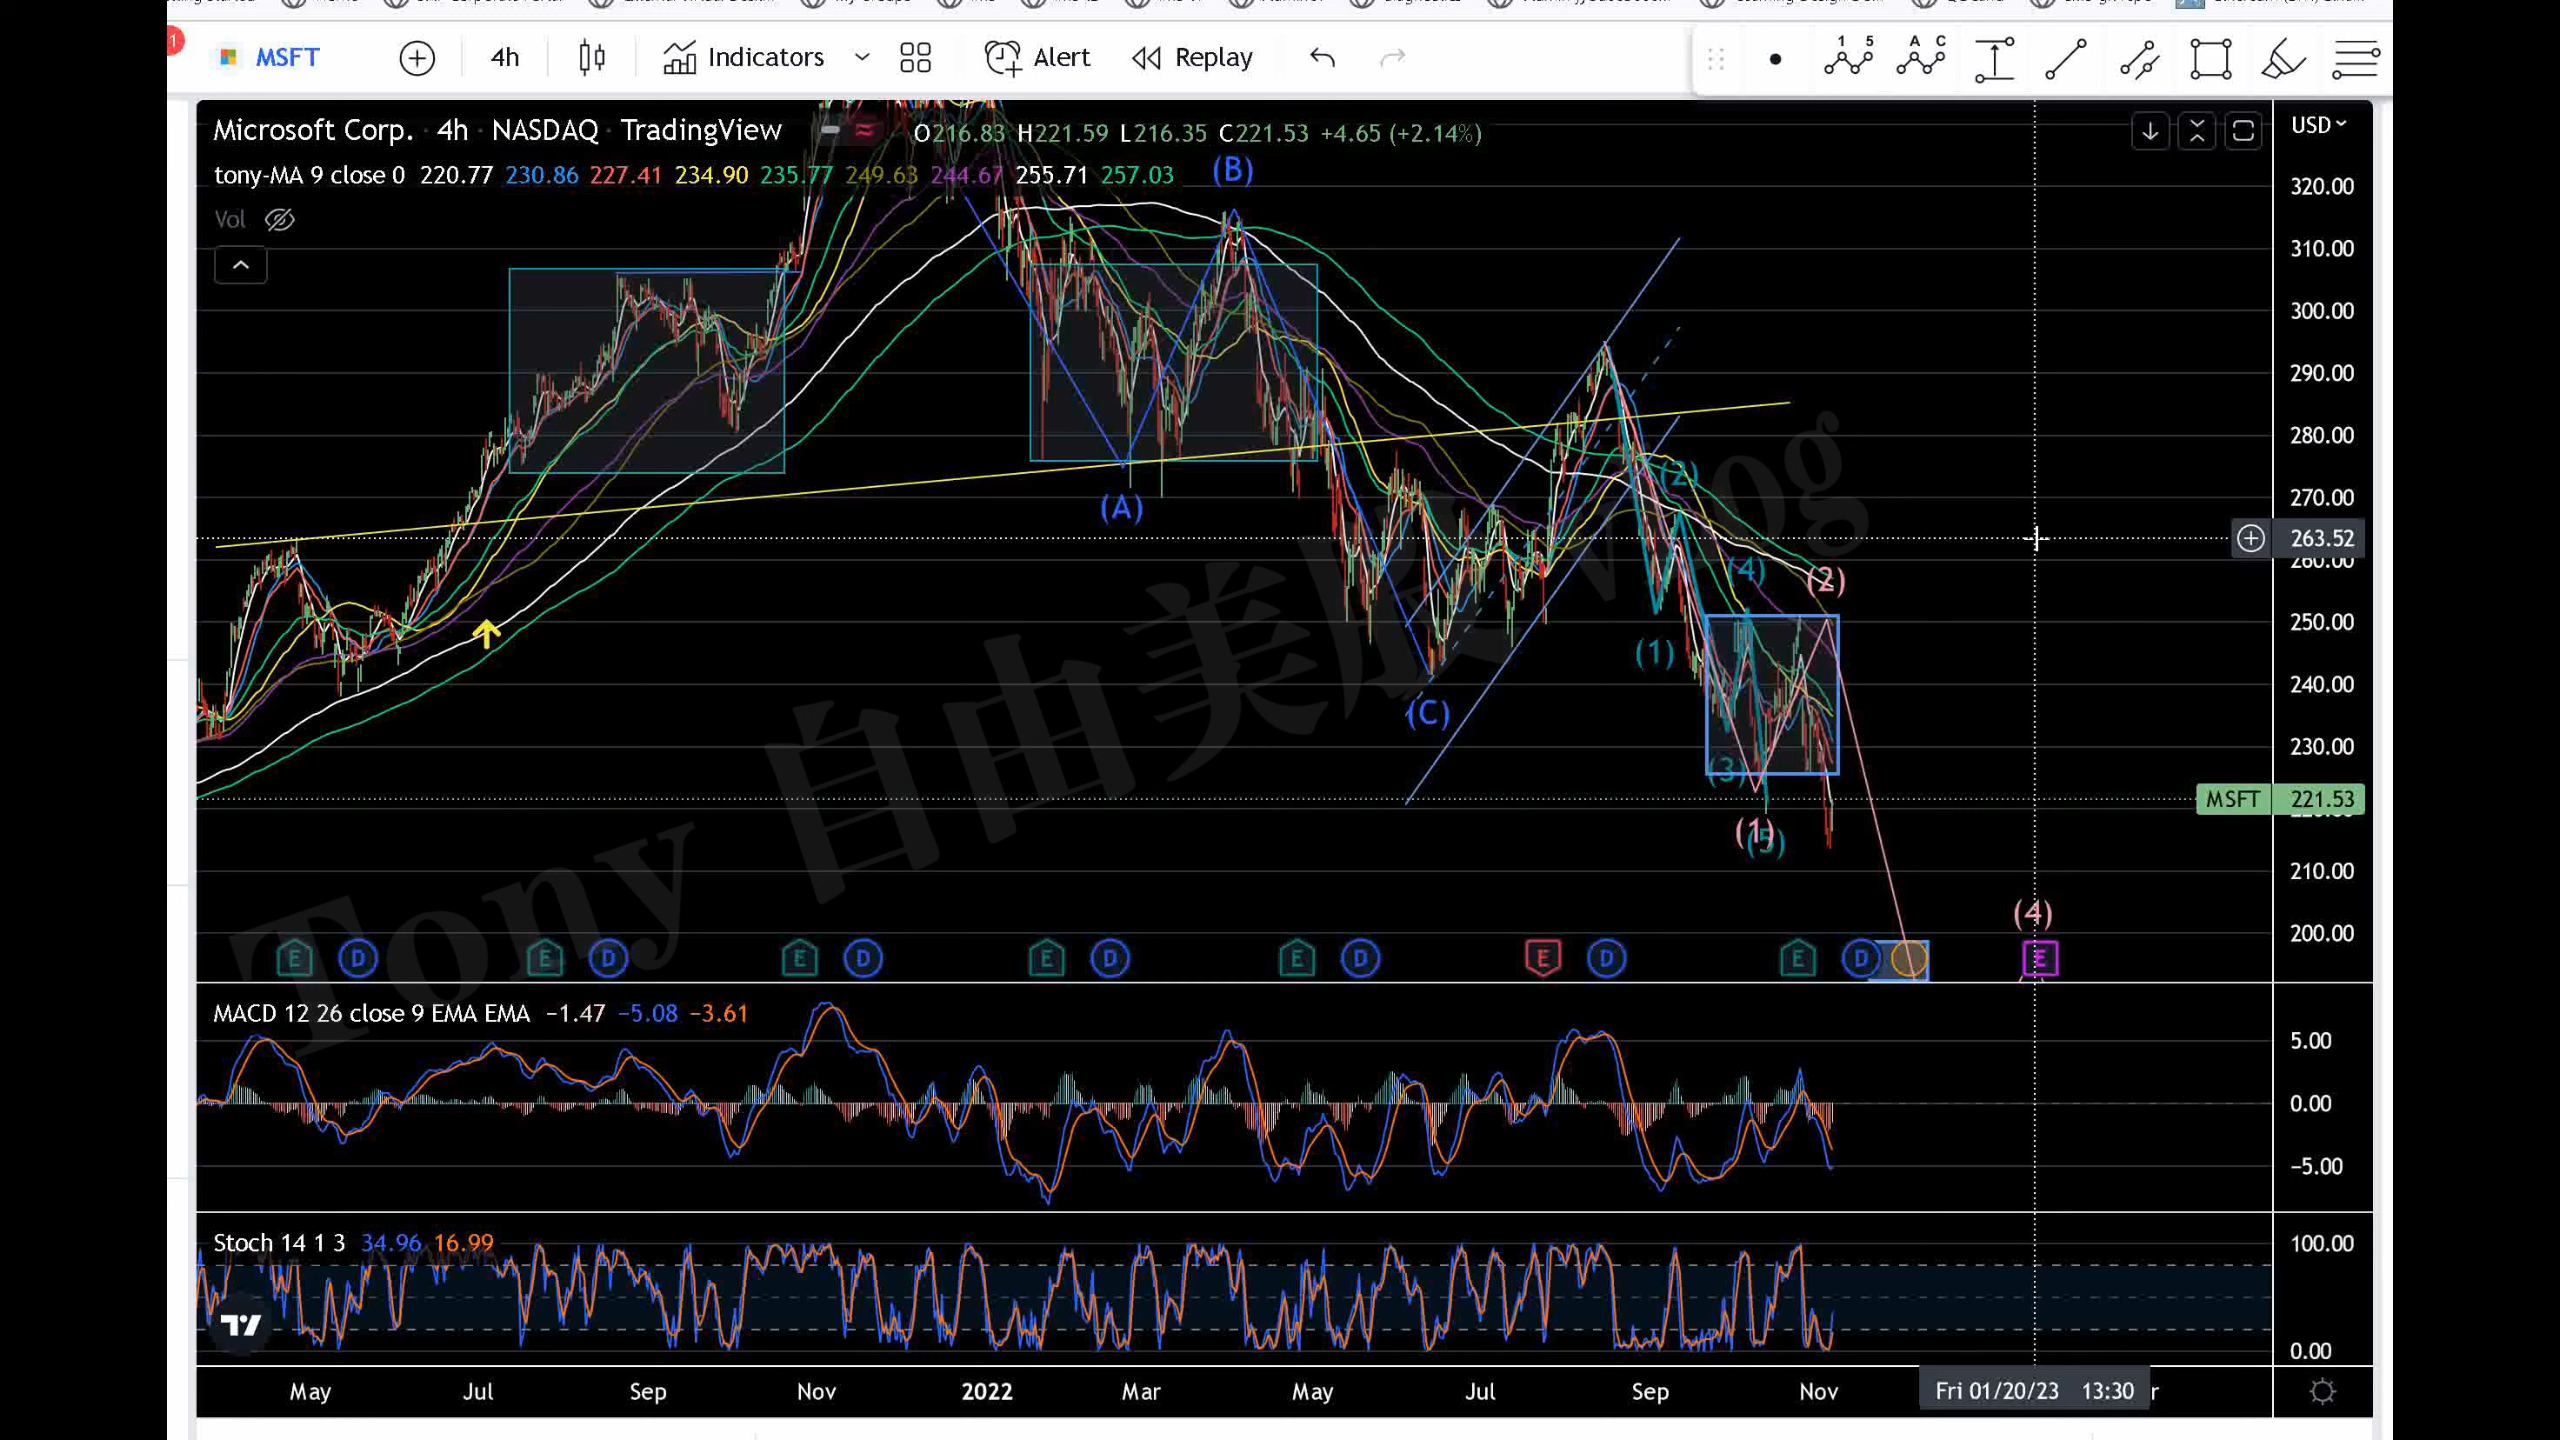 1
MSFT 4h Indicators Alert Replay
1 5 A C
Microsoft Corp. · 4h · NASDAQ · TradingView O216.83 H221.59 L216.35 C221.53 +4.65 (+2.14%)
USD
tony-MA 9 close 0 220.77 230.86 227.41 234.90 235.77 249.63 244.67 255.71 257.03
(B)
Vol
320.00
310.00
300.00
290.00
280.00
270.00
263.52
260.00
250.00
240.00
230.00
MSFT 221.53
210.00
200.00
(A)
(2)
(4)
(2)
(1)
(C)
(3)
(1)
(5)
(4)
Tony 自由美股 Vlog
E D E D E D E D E D E D E D E
MACD 12 26 close 9 EMA EMA −1.47 −5.08 −3.61
5.00
0.00
−5.00
Stoch 14 1 3 34.96 16.99
100.00
0.00
May Jul Sep Nov 2022 Mar May Jul Sep Nov Fri 01/20/23 13:30 r